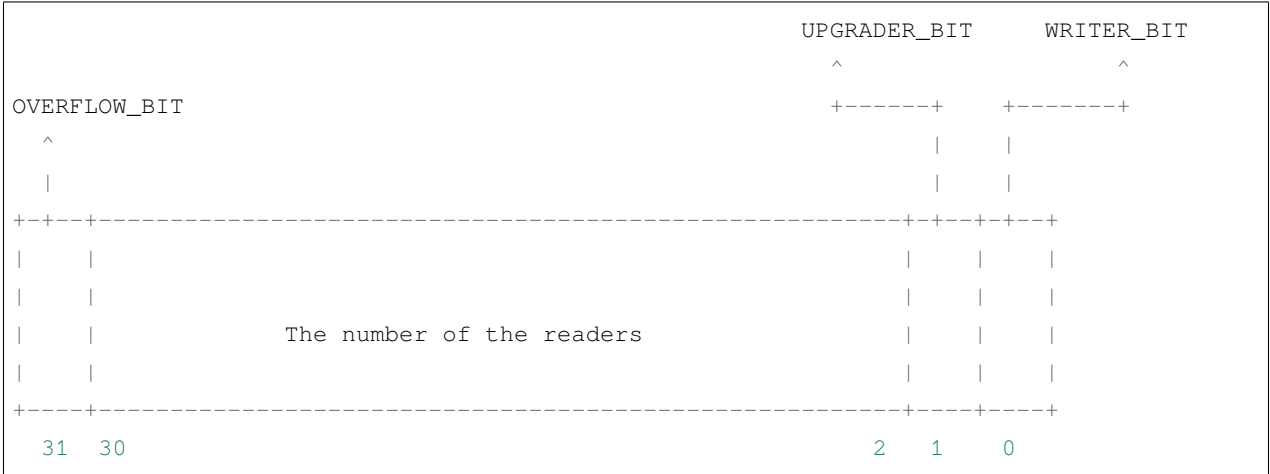 UPGRADER_BIT WRITER_BIT
^ ^
OVERFLOW_BIT +------+ +-------+
^ | |
| | |
+-+--+---------------------------------------------------------+-+--+-+--+
| | | | |
| | | | |
| | The number of the readers | | |
| | | | |
+----+---------------------------------------------------------+----+----+
31 30 2 1 0